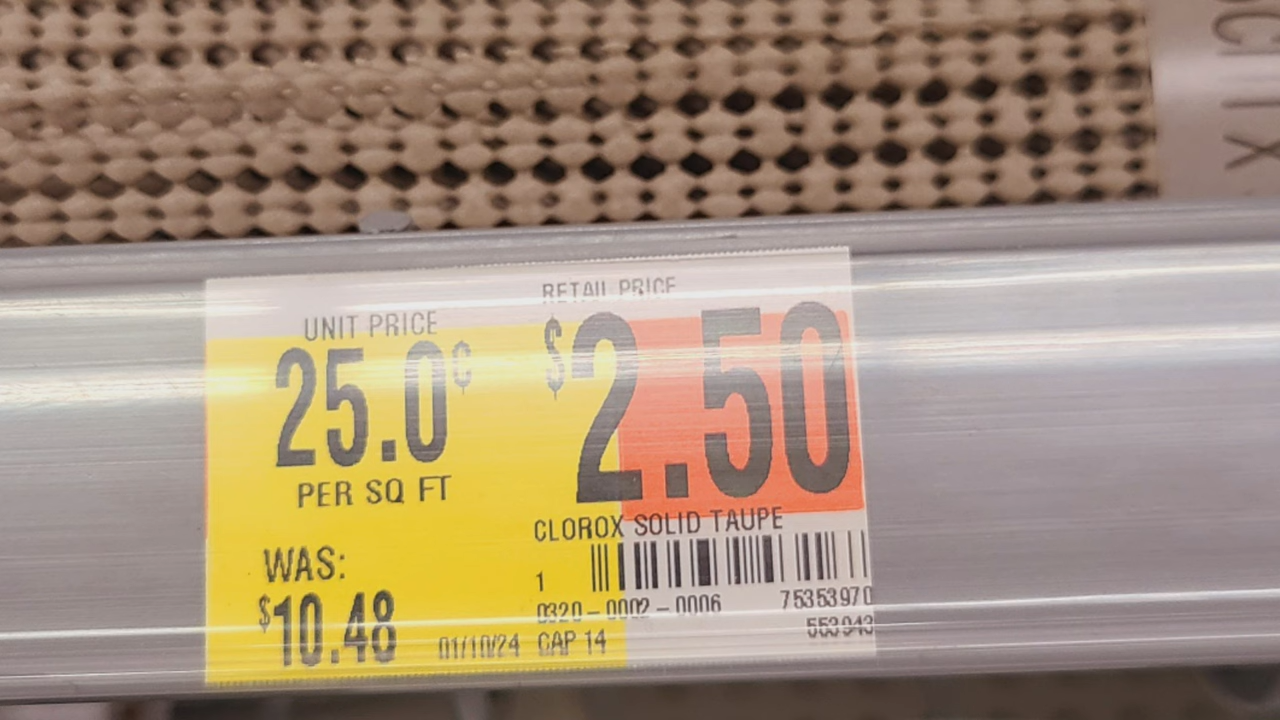 UNIT PRICE
25.0¢
PER SQ FT
WAS:
$10.48
01/10/24
RETAIL PRICE
$2.50
CLOROX SOLID TAUPE
1
0320-0002-0006 75353970
553943
CAP 14